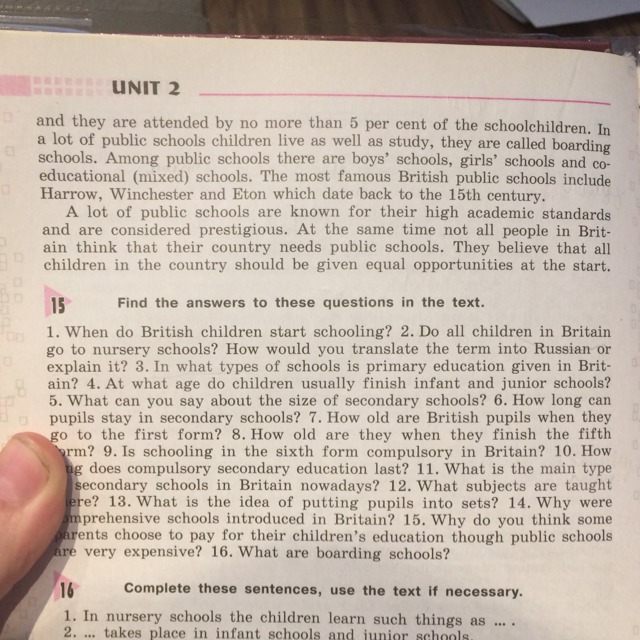 UNIT 2
and they are attended by no more than 5 per cent of the schoolchildren. In
a lot of public schools children live as well as study, they are called boarding
schools. Among public schools there are boys' schools, girls' schools and co-
educational (mixed) schools. The most famous British public schools include
Harrow, Winchester and Eton which date back to the 15th century.
A lot of public schools are known for their high academic standards
and are considered prestigious. At the same time not all people in Brit-
ain think that their country needs public schools. They believe that all
children in the country should be given equal opportunities at the start.
15 Find the answers to these questions in the text.
1. When do British children start schooling? 2. Do all children in Britain
go to nursery schools? How would you translate the term into Russian or
explain it? 3. In what types of schools is primary education given in Brit-
ain? 4. At what age do children usually finish infant and junior schools?
5. What can you say about the size of secondary schools? 6. How long can
pupils stay in secondary schools? 7. How old are British pupils when they
go to the first form? 8. How old are they when they finish the fifth
orm? 9. Is schooling in the sixth form compulsory in Britain? 10. How
ng does compulsory secondary education last? 11. What is the main type
secondary schools in Britain nowadays? 12. What subjects are taught
ere? 13. What is the idea of putting pupils into sets? 14. Why were
mprehensive schools introduced in Britain? 15. Why do you think some
parents choose to pay for their children's education though public schools
are very expensive? 16. What are boarding schools?
16 Complete these sentences, use the text if necessary.
1. In nursery schools the children learn such things as ... .
2. ... takes place in infant schools and junior schools.